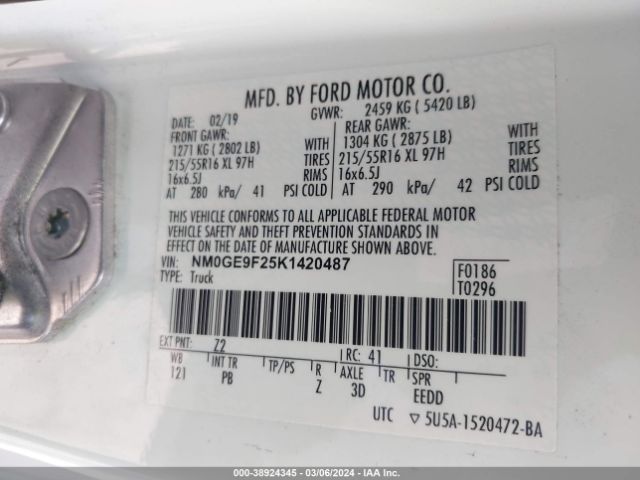 MFD. BY FORD MOTOR CO.
DATE: 02/19 GVWR: 2459 KG ( 5420 LB)
FRONT GAWR: REAR GAWR:
1271 KG ( 2802 LB) WITH 1304 KG ( 2875 LB) WITH
215/55R16 XL 97H TIRES 215/55R16 XL 97H TIRES
16x6.5J RIMS 16x6.5J RIMS
AT 280 kPa/ 41 PSI COLD AT 290 kPa/ 42 PSI COLD
THIS VEHICLE CONFORMS TO ALL APPLICABLE FEDERAL MOTOR
VEHICLE SAFETY AND THEFT PREVENTION STANDARDS IN
EFFECT ON THE DATE OF MANUFACTURE SHOWN ABOVE.
VIN: NM0GE9F25K1420487 F0186
TYPE: Truck T0296
EXT PNT: Z2 RC: 41 DSO:
WB INT TR TP/PS R AXLE TR SPR
121 PB Z 3D EEDD
UTC ▽ 5U5A-1520472-BA
000-38924345 - 03/06/2024 - IAA Inc.